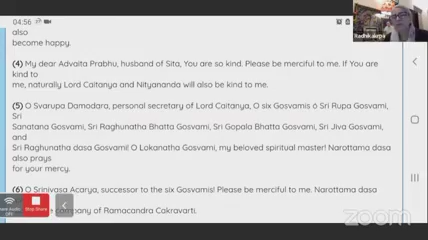 04:56
Radhakripa
also
become happy.
(4) My dear Advaita Prabhu, husband of Sita, You are so kind. Please be merciful to me. If You are
kind to
me, naturally Lord Caitanya and Nityananda will also be kind to me.
(5) O Svarupa Damodara, personal secretary of Lord Caitanya, O six Gosvamis ó Sri Rupa Gosvami,
Sri
Sanatana Gosvami, Sri Raghunatha Bhatta Gosvami, Sri Gopala Bhatta Gosvami, Sri Jiva Gosvami,
and
Sri Raghunatha dasa Gosvami! O Lokanatha Gosvami, my beloved spiritual master! Narottama dasa
also prays
for your mercy.
(6) O Srinivasa Acarya, successor to the six Gosvamis! Please be merciful to me. Narottama dasa
Share Audio
OFF
Stop Share
company of Ramacandra Cakravarti.
zoom